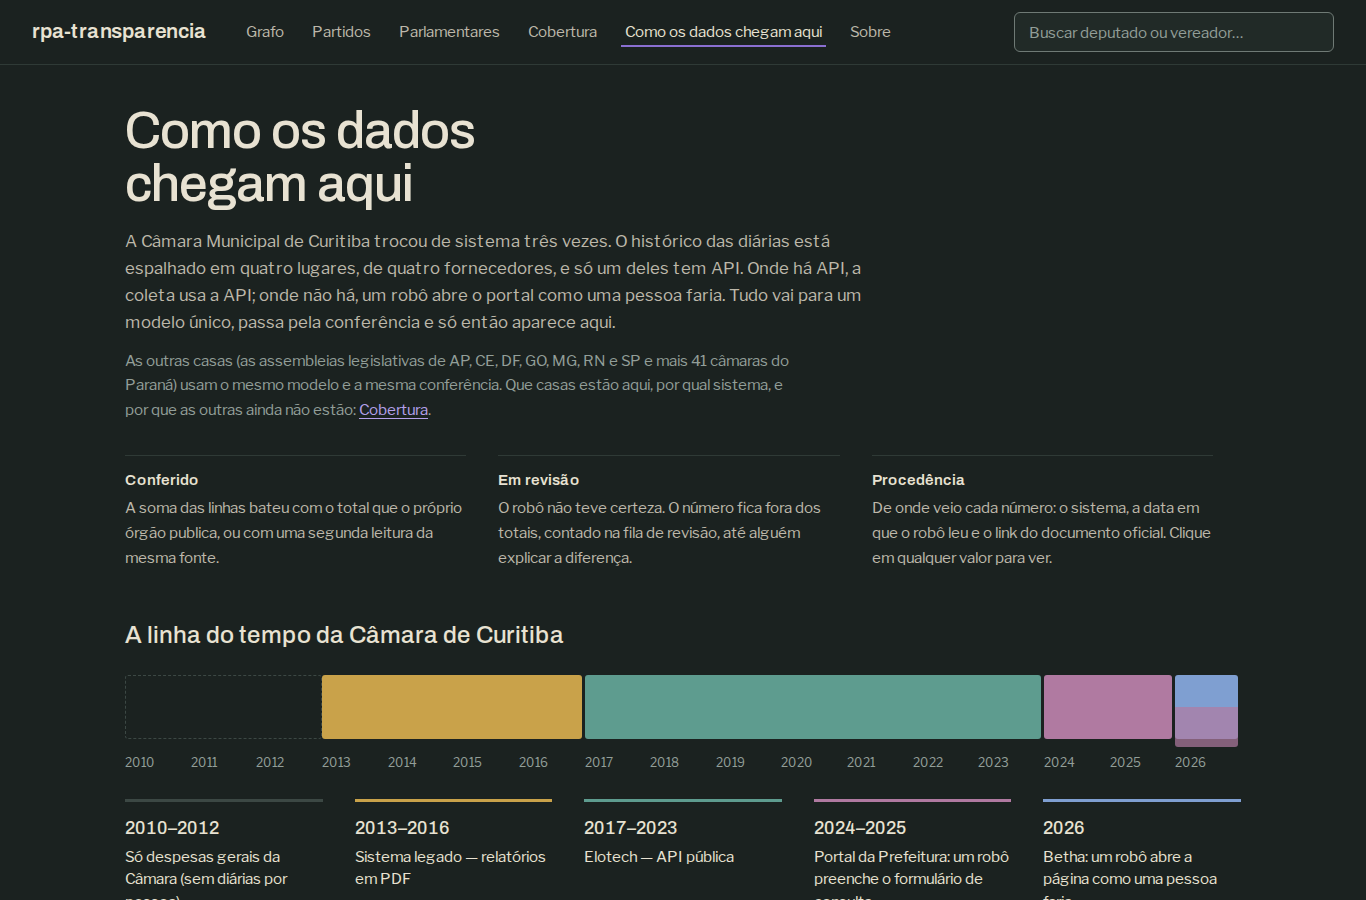 rpa-transparencia
Grafo
Partidos
Parlamentares
Cobertura
Como os dados chegam aqui
Sobre
Buscar deputado ou vereador...
Como os dados
chegam aqui
A Câmara Municipal de Curitiba trocou de sistema três vezes. O histórico das diárias está
espalhado em quatro lugares, de quatro fornecedores, e só um deles tem API. Onde há API, a
coleta usa a API; onde não há, um robô abre o portal como uma pessoa faria. Tudo vai para um
modelo único, passa pela conferência e só então aparece aqui.
As outras casas (as assembleias legislativas de AP, CE, DF, GO, MG, RN e SP e mais 41 câmaras do
Paraná) usam o mesmo modelo e a mesma conferência. Que casas estão aqui, por qual sistema, e
por que as outras ainda não estão: Cobertura.
Conferido
A soma das linhas bateu com o total que o próprio
órgão publica, ou com uma segunda leitura da
mesma fonte.
Em revisão
O robô não teve certeza. O número fica fora dos
totais, contado na fila de revisão, até alguém
explicar a diferença.
Procedência
De onde veio cada número: o sistema, a data em
que o robô leu e o link do documento oficial. Clique
em qualquer valor para ver.
A linha do tempo da Câmara de Curitiba
2010 2011 2012 2013 2014 2015 2016 2017 2018 2019 2020 2021 2022 2023 2024 2025 2026
2010–2012
Só despesas gerais da
Câmara (sem diárias por
2013–2016
Sistema legado — relatórios
em PDF
2017–2023
Elotech — API pública
2024–2025
Portal da Prefeitura: um robô
preenche o formulário de
2026
Betha: um robô abre a
página como uma pessoa